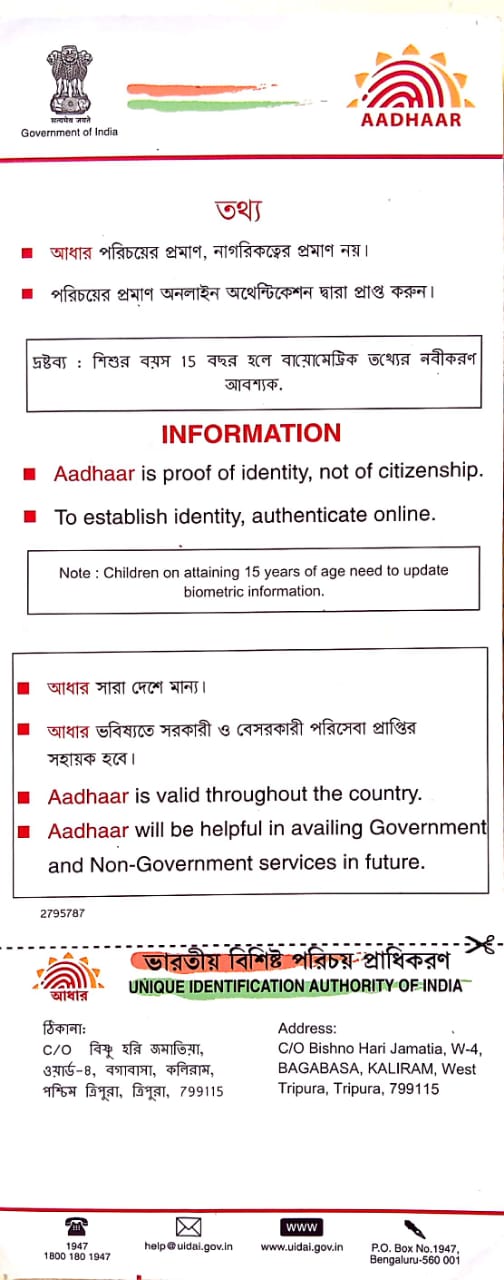 सत्यमेव जयते
Government of India
AADHAAR
তথ্য
আধার পরিচয়ের প্রমাণ, নাগরিকত্বের প্রমাণ নয়।
পরিচয়ের প্রমাণ অনলাইন অথেন্টিকেশন দ্বারা প্রাপ্ত করুন।
দ্রষ্টব্য : শিশুর বয়স 15 বছর হলে বায়োমেট্রিক তথ্যের নবীকরণ
আবশ্যক.
INFORMATION
Aadhaar is proof of identity, not of citizenship.
To establish identity, authenticate online.
Note : Children on attaining 15 years of age need to update
biometric information.
আধার সারা দেশে মান্য।
আধার ভবিষ্যতে সরকারী ও বেসরকারী পরিসেবা প্রাপ্তির
সহায়ক হবে।
Aadhaar is valid throughout the country.
Aadhaar will be helpful in availing Government
and Non-Government services in future.
2795787
আধার
ভারতীয় বিশিষ্ট পরিচয় প্রাধিকরণ
UNIQUE IDENTIFICATION AUTHORITY OF INDIA
ঠিকানা:
C/O বিষ্ণু হরি জমাতিয়া,
ওয়ার্ড-4, বগাবাসা, কলিরাম,
পশ্চিম ত্রিপুরা, ত্রিপুরা, 799115
Address:
C/O Bishno Hari Jamatia, W-4,
BAGABASA, KALIRAM, West
Tripura, Tripura, 799115
1947
1800 180 1947
help@uidai.gov.in
www
www.uidai.gov.in
P.O. Box No.1947,
Bengaluru-560 001